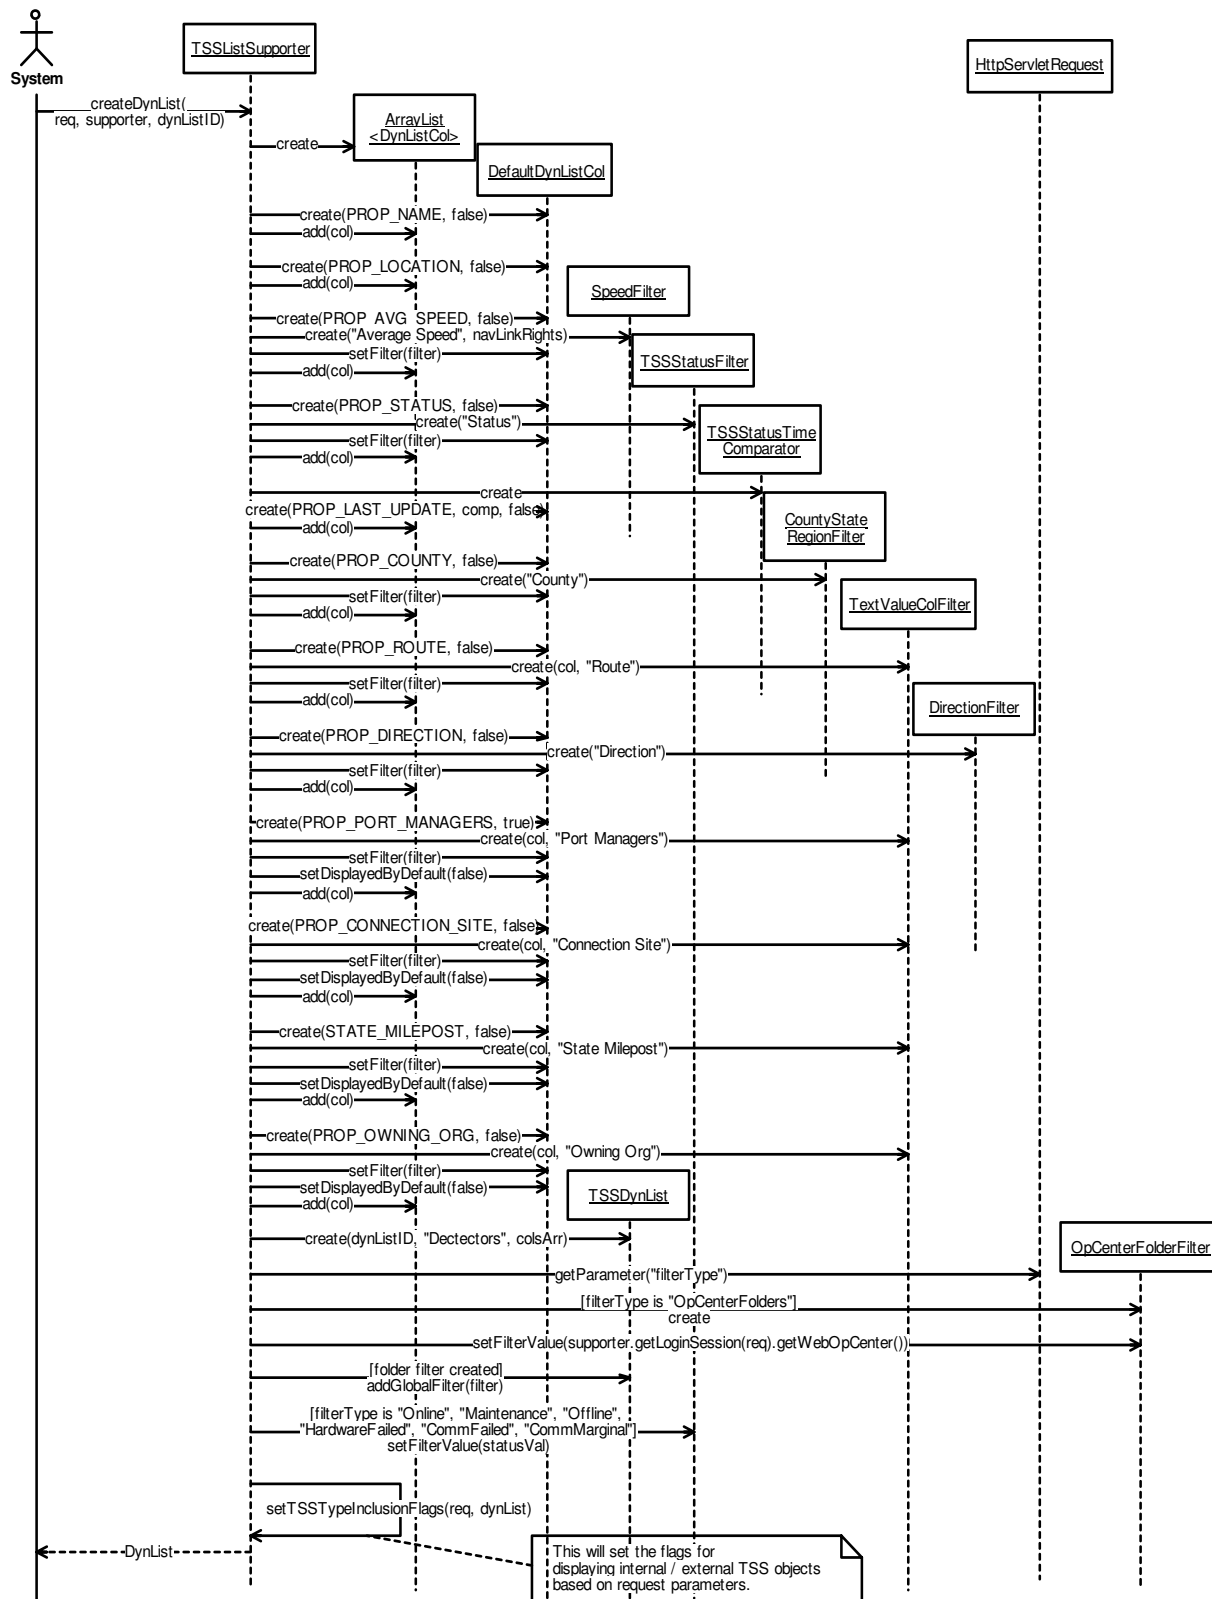 System
TSSListSupporter
HttpServletRequest
createDynList(
req, supporter, dynListID)
ArrayList
<DynListCol>
create
DefaultDynListCol
create(PROP_NAME, false)
add(col)
create(PROP_LOCATION, false)
add(col)
SpeedFilter
create(PROP_AVG_SPEED, false)
create("Average Speed", navLinkRights)
setFilter(filter)
add(col)
TSSStatusFilter
create(PROP_STATUS, false)
create("Status")
setFilter(filter)
add(col)
TSSStatusTime
Comparator
create
create(PROP_LAST_UPDATE, comp, false)
add(col)
CountyState
RegionFilter
create(PROP_COUNTY, false)
create("County")
setFilter(filter)
add(col)
TextValueColFilter
create(PROP_ROUTE, false)
create(col, "Route")
setFilter(filter)
add(col)
DirectionFilter
create(PROP_DIRECTION, false)
create("Direction")
setFilter(filter)
add(col)
create(PROP_PORT_MANAGERS, true)
create(col, "Port Managers")
setFilter(filter)
setDisplayedByDefault(false)
add(col)
create(PROP_CONNECTION_SITE, false)
create(col, "Connection Site")
setFilter(filter)
setDisplayedByDefault(false)
add(col)
create(STATE_MILEPOST, false)
create(col, "State Milepost")
setFilter(filter)
setDisplayedByDefault(false)
add(col)
create(PROP_OWNING_ORG, false)
create(col, "Owning Org")
setFilter(filter)
setDisplayedByDefault(false)
add(col)
TSSDynList
create(dynListID, "Dectectors", colsArr)
OpCenterFolderFilter
getParameter("filterType")
[filterType is "OpCenterFolders"]
create
setFilterValue(supporter.getLoginSession(req).getWebOpCenter())
[folder filter created]
addGlobalFilter(filter)
[filterType is "Online", "Maintenance", "Offline",
"HardwareFailed", "CommFailed", "CommMarginal"]
setFilterValue(statusVal)
setTSSTypeInclusionFlags(req, dynList)
DynList
This will set the flags for
displaying internal / external TSS objects
based on request parameters.